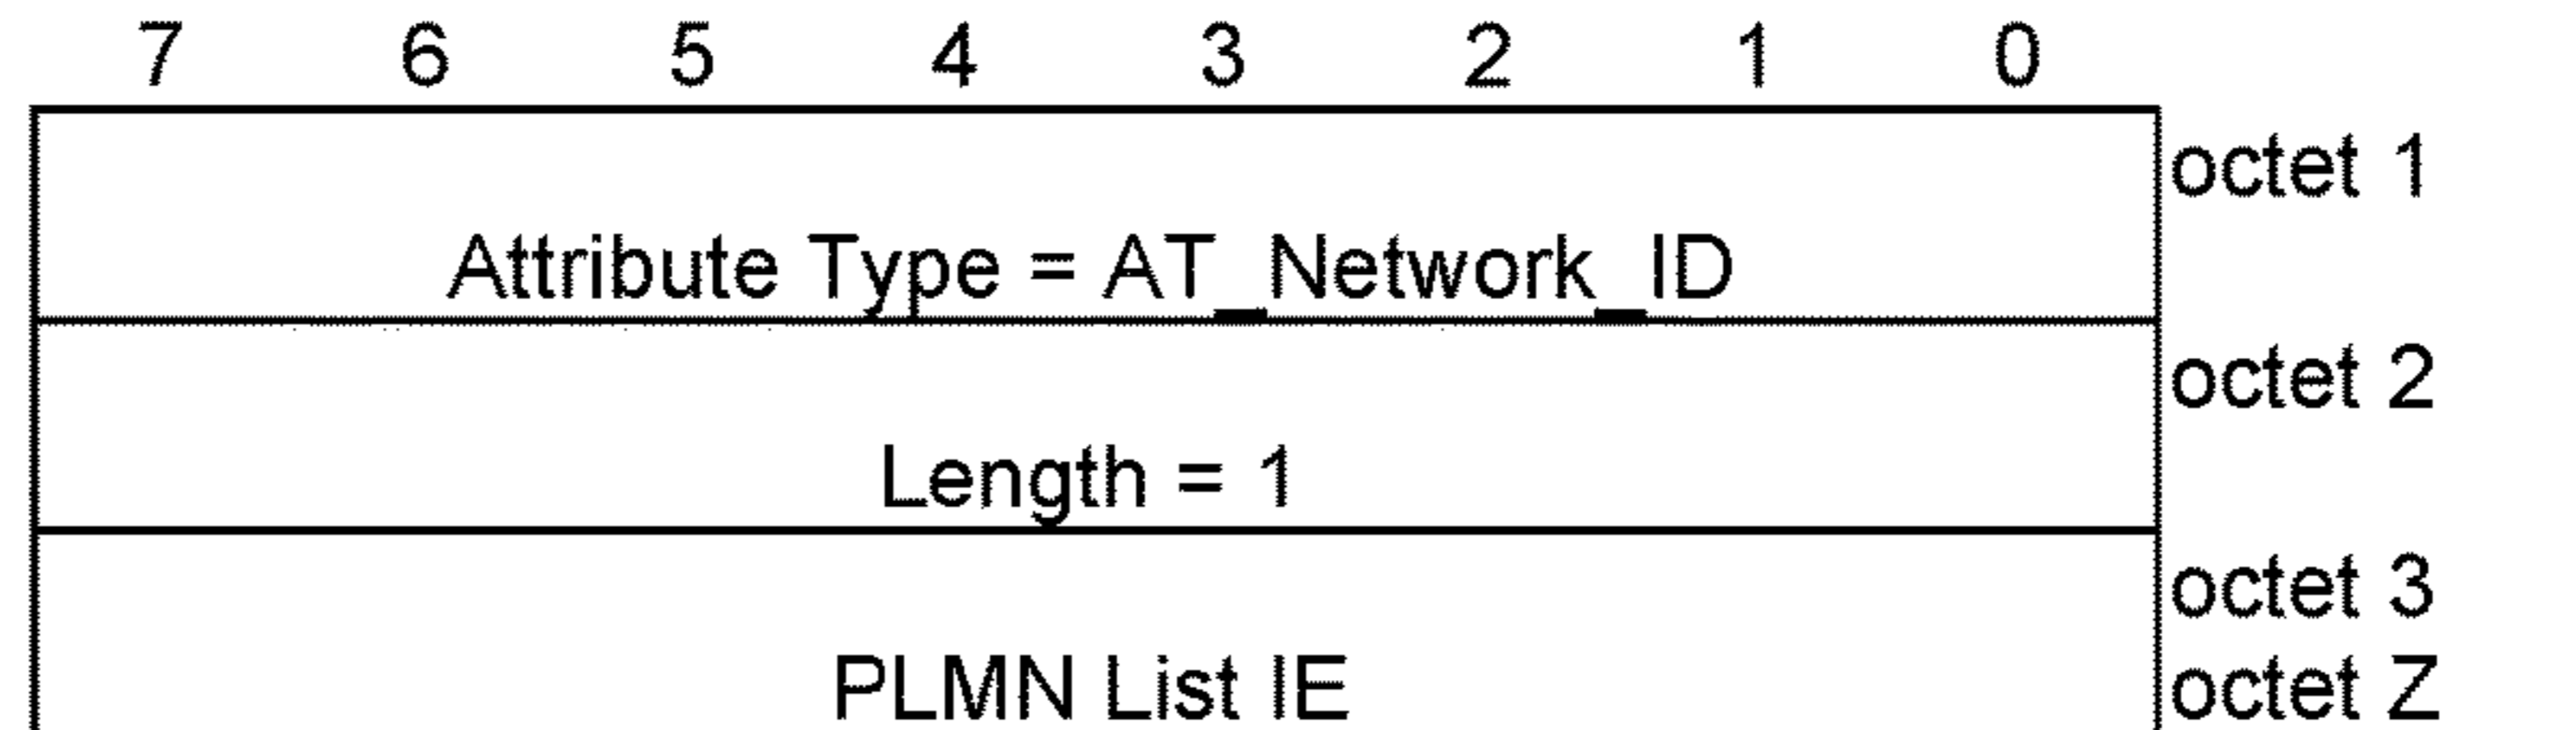 7 6 5 4 3 2 1 0
octet 1
Attribute Type = AT_Network_ID
octet 2
Length = 1
octet 3
PLMN List IE octet Z